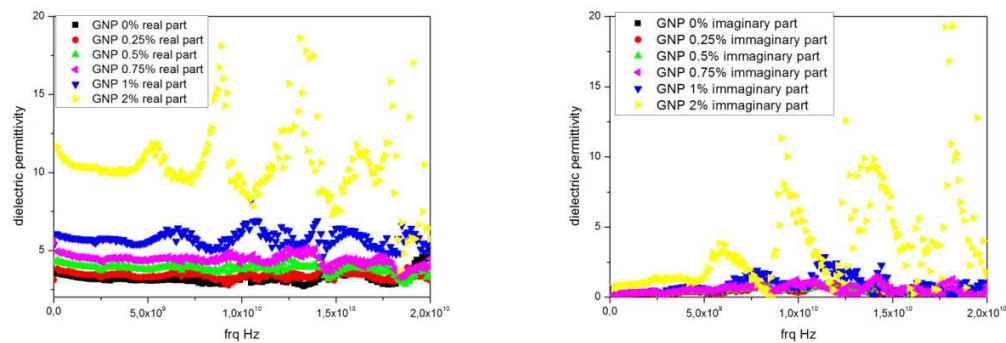 GNP 0% real part
GNP 0.25% real part
GNP 0.5% real part
GNP 0.75% real part
GNP 1% real part
GNP 2% real part
20
15
10
5
dielectric permittivity
0,0
5,0x10⁹
1,0x10¹⁰
1,5x10¹⁰
2,0x10¹⁰
frq Hz
GNP 0% imaginary part
GNP 0.25% immaginary part
GNP 0.5% immaginary part
GNP 0.75% immaginary part
GNP 1% immaginary part
GNP 2% immaginary part
20
15
10
5
0
dielectric permittivity
0,0
5,0x10⁹
1,0x10¹⁰
1,5x10¹⁰
2,0x10¹⁰
frq Hz